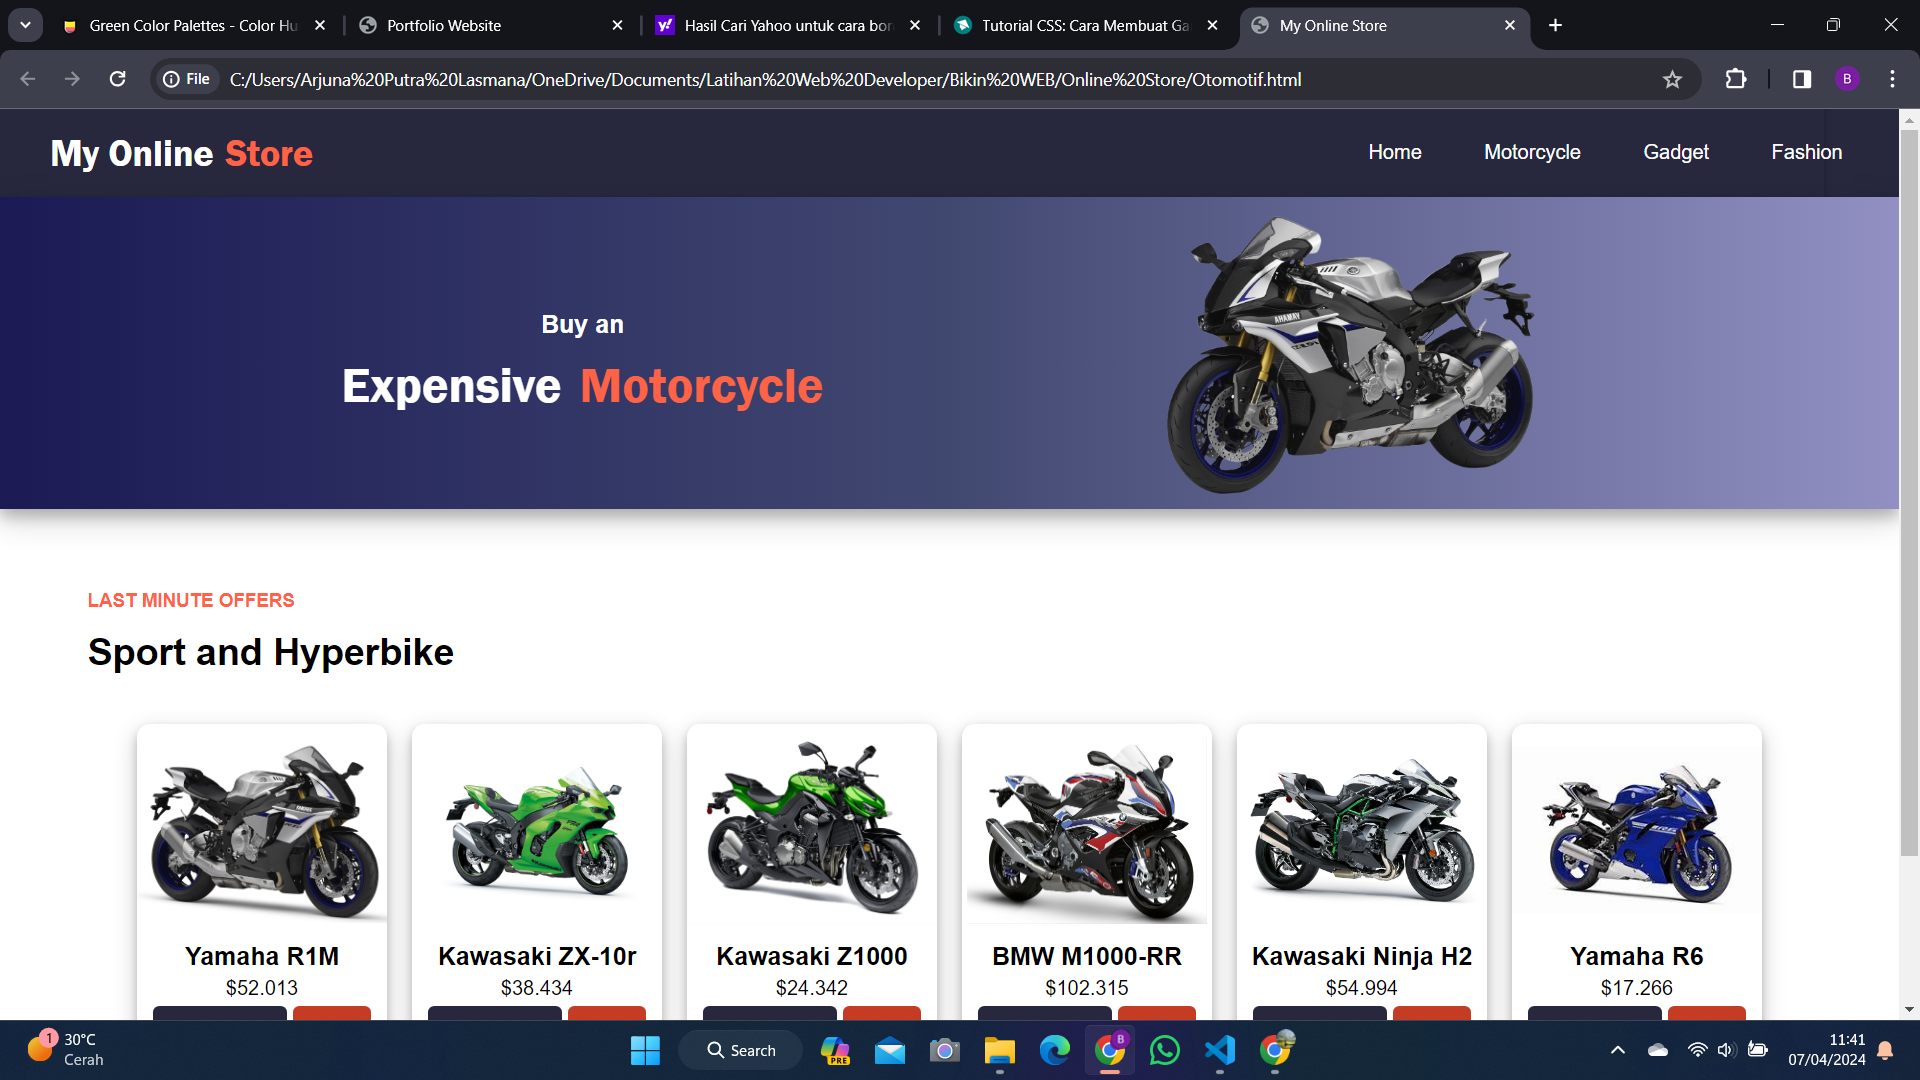 Green Color Palettes - Color Hu
Portfolio Website
Hasil Cari Yahoo untuk cara bor
Tutorial CSS: Cara Membuat Ga
My Online Store
File
C:/Users/Arjuna%20Putra%20Lasmana/OneDrive/Documents/Latihan%20Web%20Developer/Bikin%20WEB/Online%20Store/Otomotif.html
B
My Online Store
Home
Motorcycle
Gadget
Fashion
Buy an
Expensive Motorcycle
LAST MINUTE OFFERS
Sport and Hyperbike
Yamaha R1M
$52.013
Kawasaki ZX-10r
$38.434
Kawasaki Z1000
$24.342
BMW M1000-RR
$102.315
Kawasaki Ninja H2
$54.994
Yamaha R6
$17.266
1
30°C
Cerah
Search
PRE
B
11:41
07/04/2024